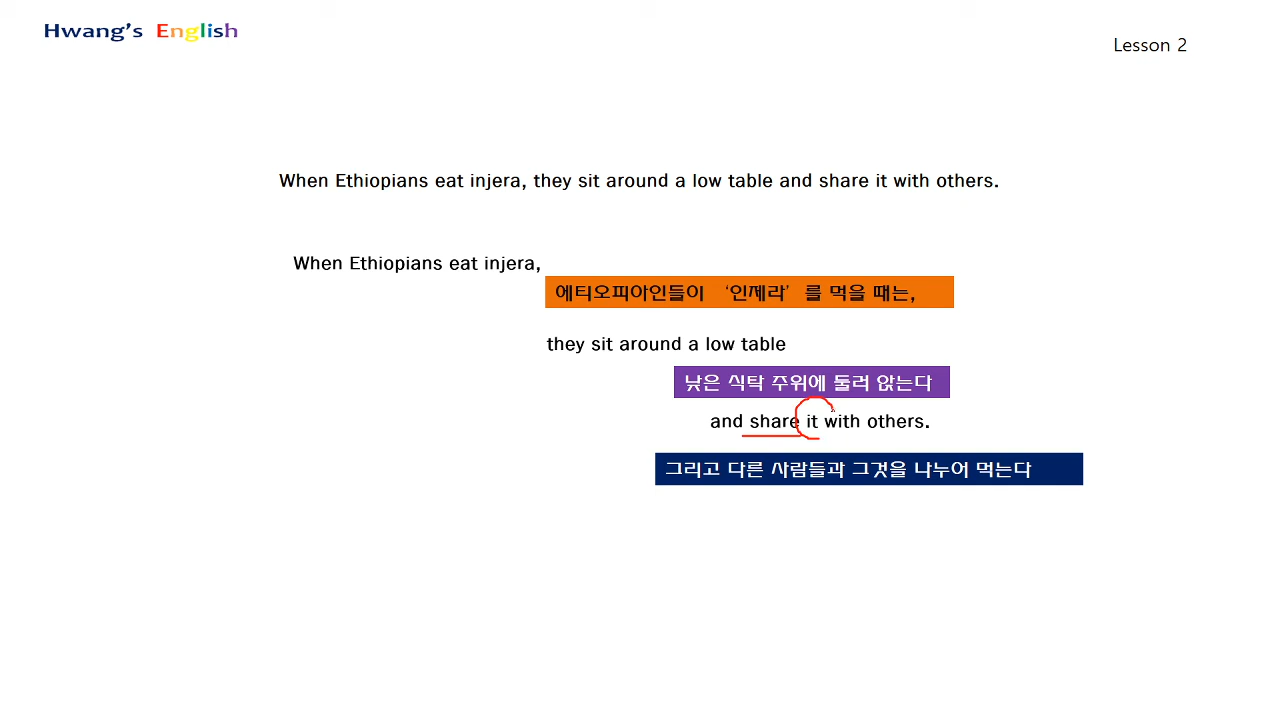 Hwang's English
Lesson 2
When Ethiopians eat injera, they sit around a low table and share it with others.
When Ethiopians eat injera,
에티오피아인들이 ‘인제라’ 를 먹을 때는,
they sit around a low table
낮은 식탁 주위에 둘러 앉는다
and share it with others.
그리고 다른 사람들과 그것을 나누어 먹는다